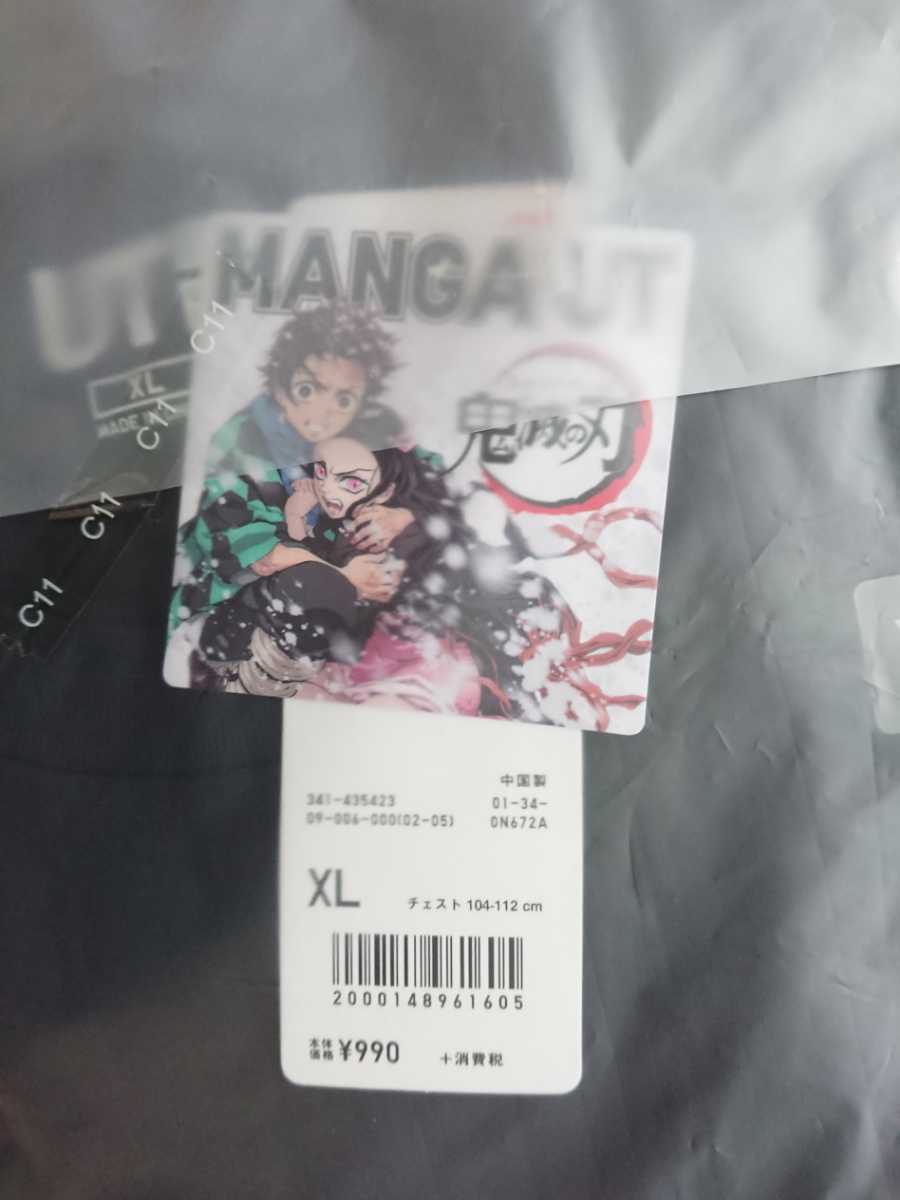 UT
MANGA UT
XL
MADE IN
C11
C11
C11
C11
鬼滅の刃
中国製
341-435423
01-34-
09-006-000(02-05)
0N672A
XL
チェスト 104-112 cm
2000148961605
本体
価格 ¥990
+消費税